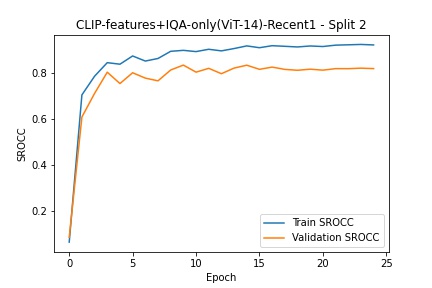 CLIP-features+IQA-only(ViT-14)-Recent1 - Split 2
SROCC
0.8
0.6
0.4
0.2
Train SROCC
Validation SROCC
0 5 10 15 20 25
Epoch